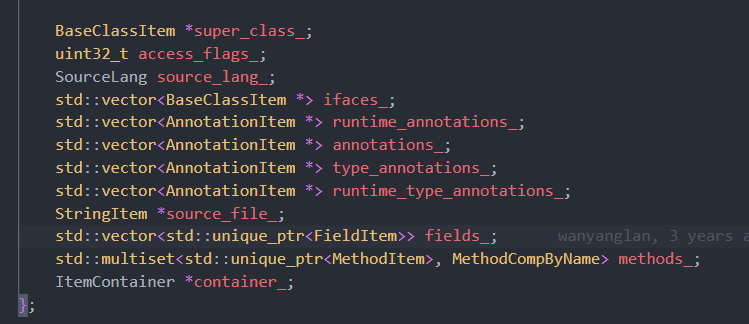 BaseClassItem *super_class_;
uint32_t access_flags_;
SourceLang source_lang_;
std::vector<BaseClassItem *> ifaces_;
std::vector<AnnotationItem *> runtime_annotations_;
std::vector<AnnotationItem *> annotations_;
std::vector<AnnotationItem *> type_annotations_;
std::vector<AnnotationItem *> runtime_type_annotations_;
StringItem *source_file_;
std::vector<std::unique_ptr<FieldItem>> fields_; wanyanglan, 3 years a
std::multiset<std::unique_ptr<MethodItem>, MethodCompByName> methods_;
ItemContainer *container_;
};